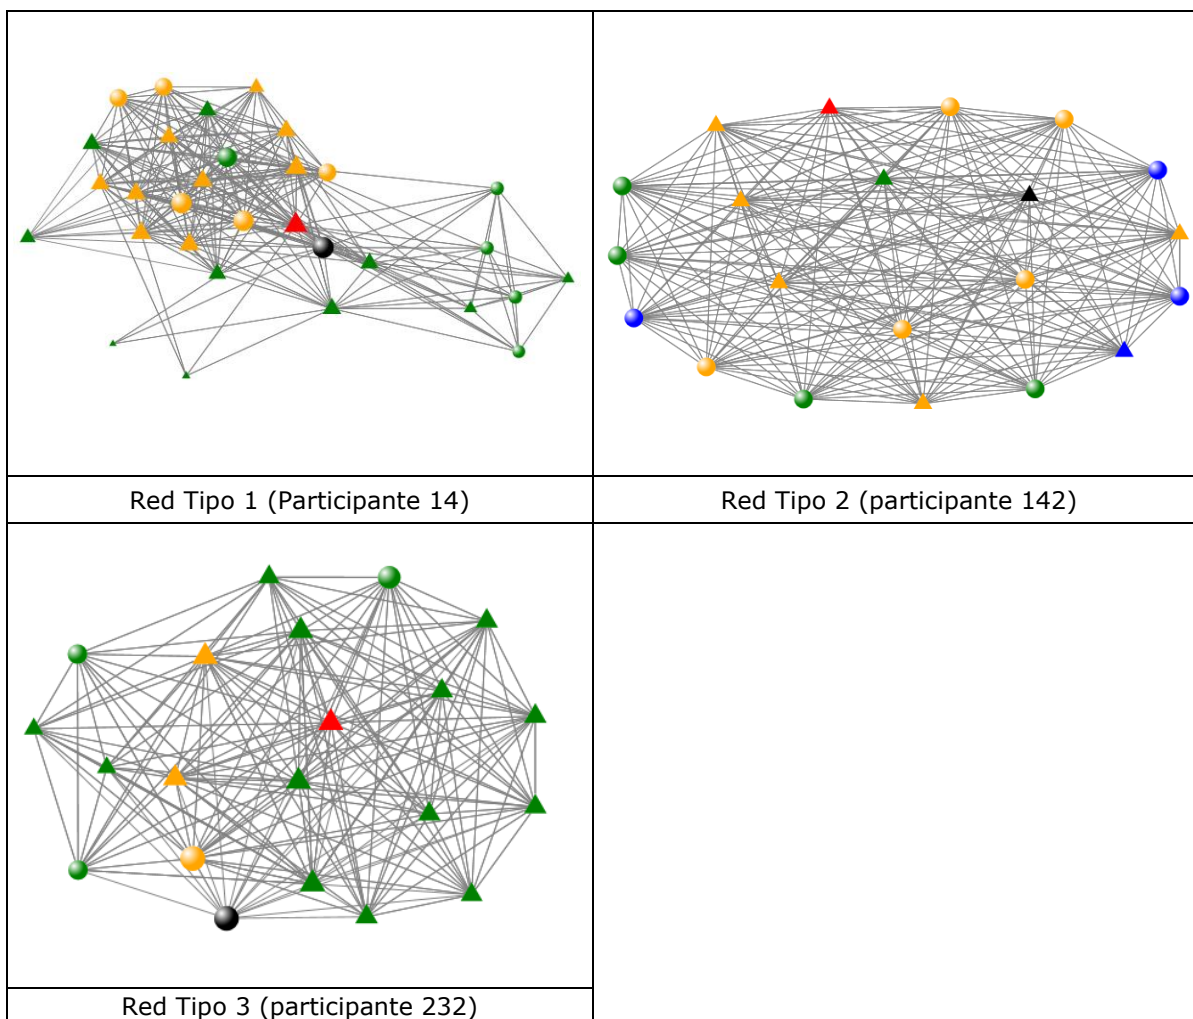 Red Tipo 1 (Participante 14)
Red Tipo 2 (participante 142)
Red Tipo 3 (participante 232)